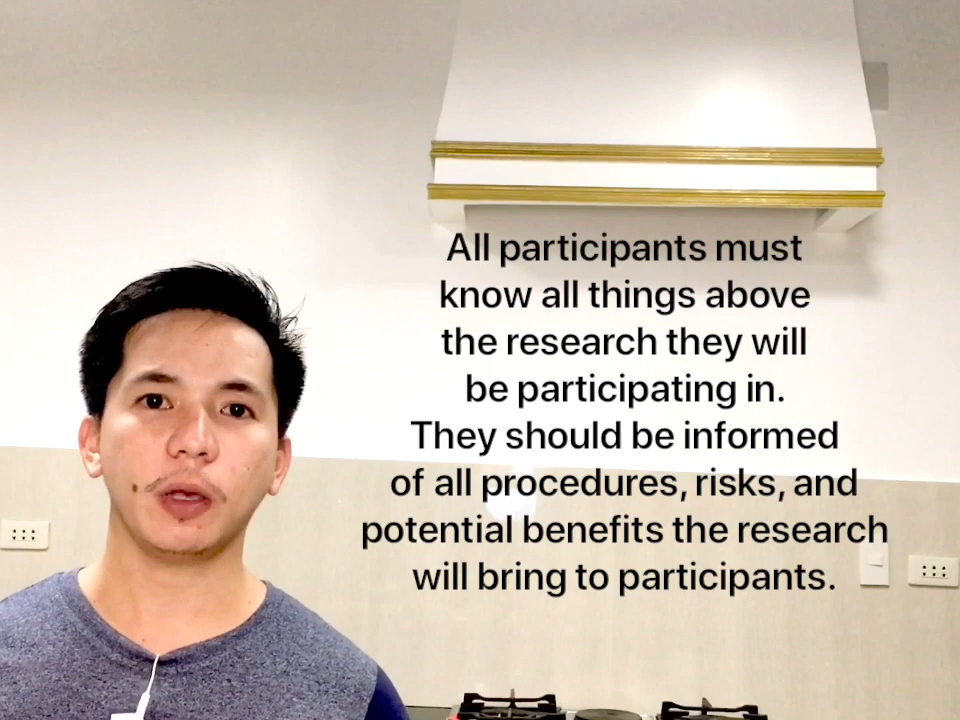 All participants must
know all things above
the research they will
be participating in.
They should be informed
of all procedures, risks, and
potential benefits the research
will bring to participants.